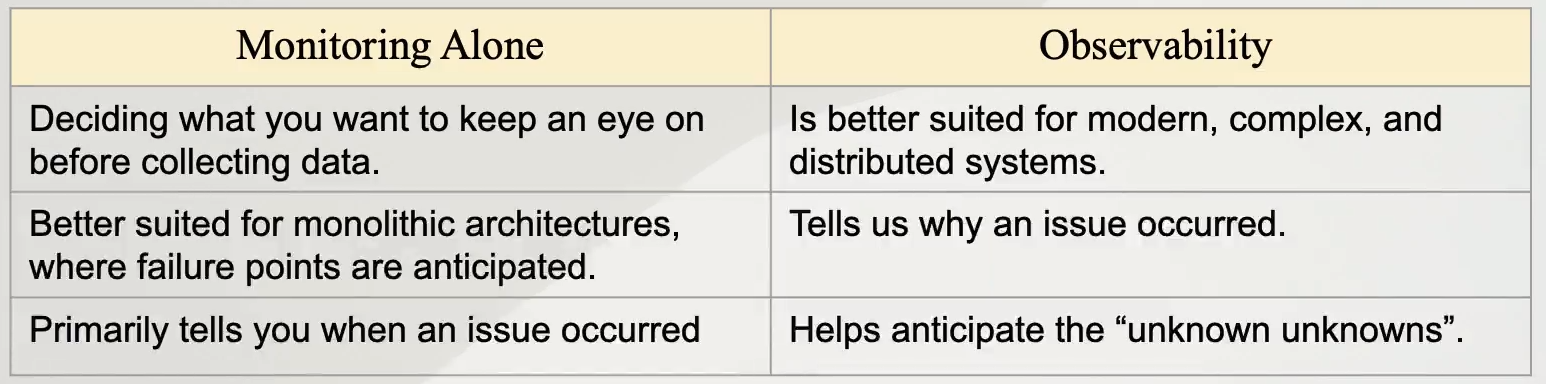 Monitoring Alone
Observability
Deciding what you want to keep an eye on
before collecting data.
Is better suited for modern, complex, and
distributed systems.
Better suited for monolithic architectures,
where failure points are anticipated.
Tells us why an issue occurred.
Primarily tells you when an issue occurred
Helps anticipate the “unknown unknowns”.